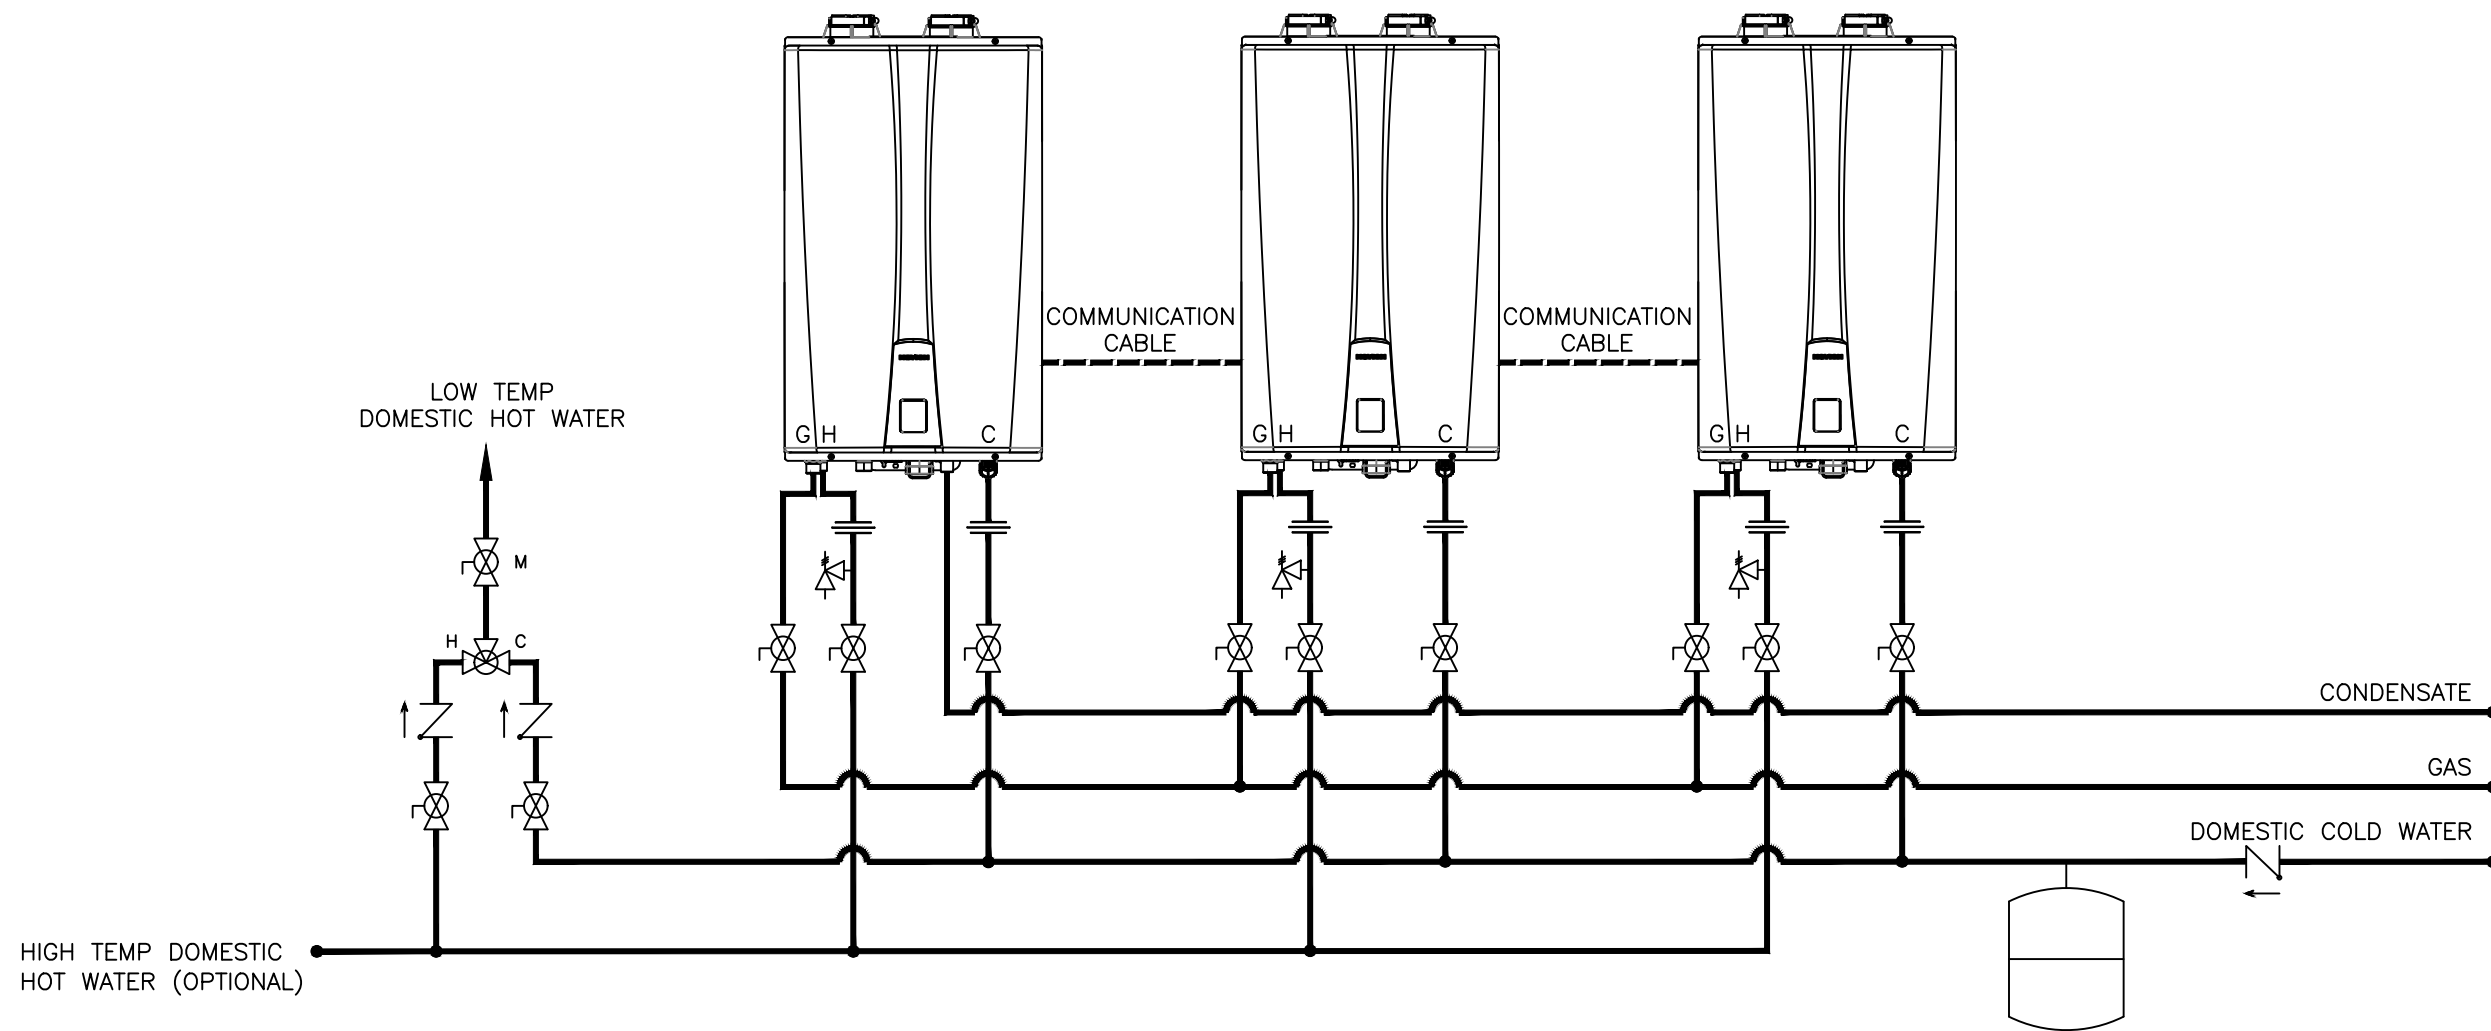 COMMUNICATION
CABLE
COMMUNICATION
CABLE
LOW TEMP
DOMESTIC HOT WATER
G H
C
G H
C
G H
C
M
H
C
CONDENSATE
GAS
DOMESTIC COLD WATER
HIGH TEMP DOMESTIC
HOT WATER (OPTIONAL)